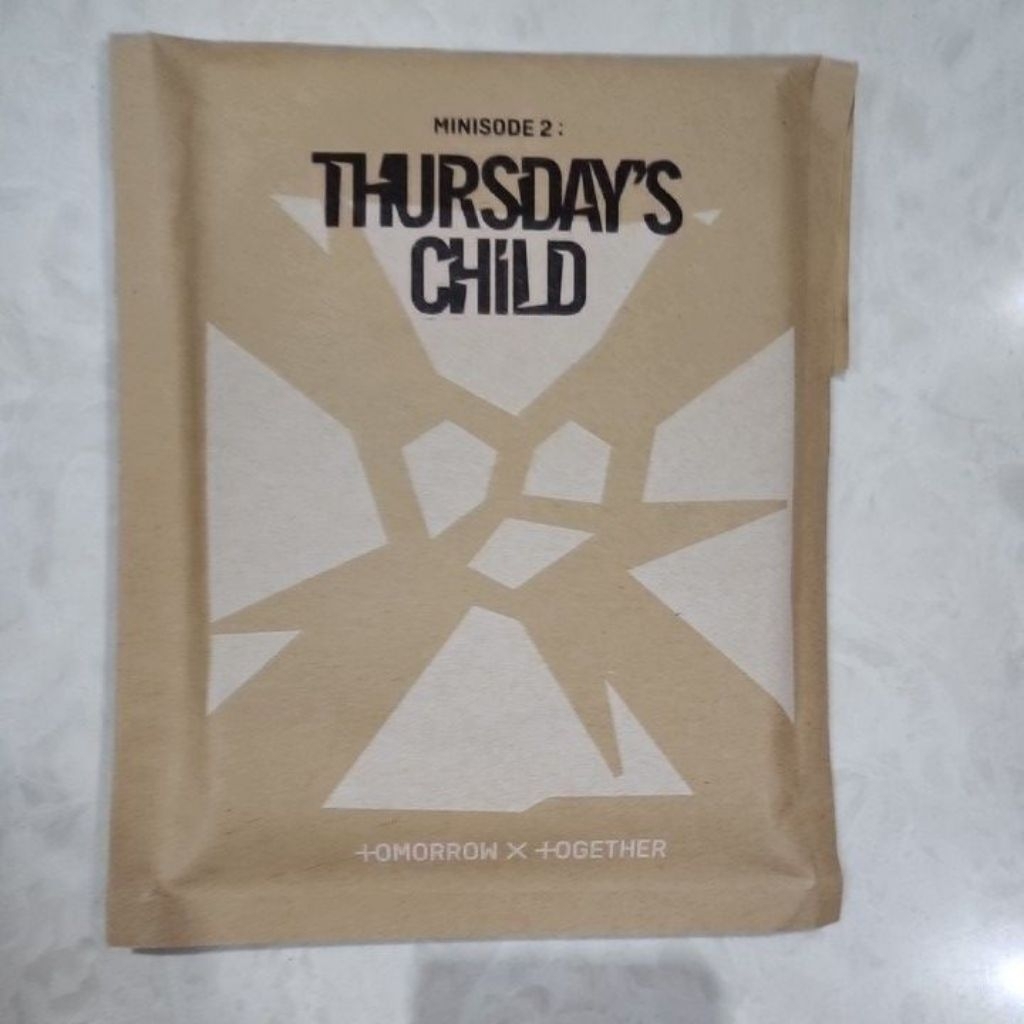 MINISODE 2 :
THURSDAY'S
CHILD
TOMORROW X TOGETHER